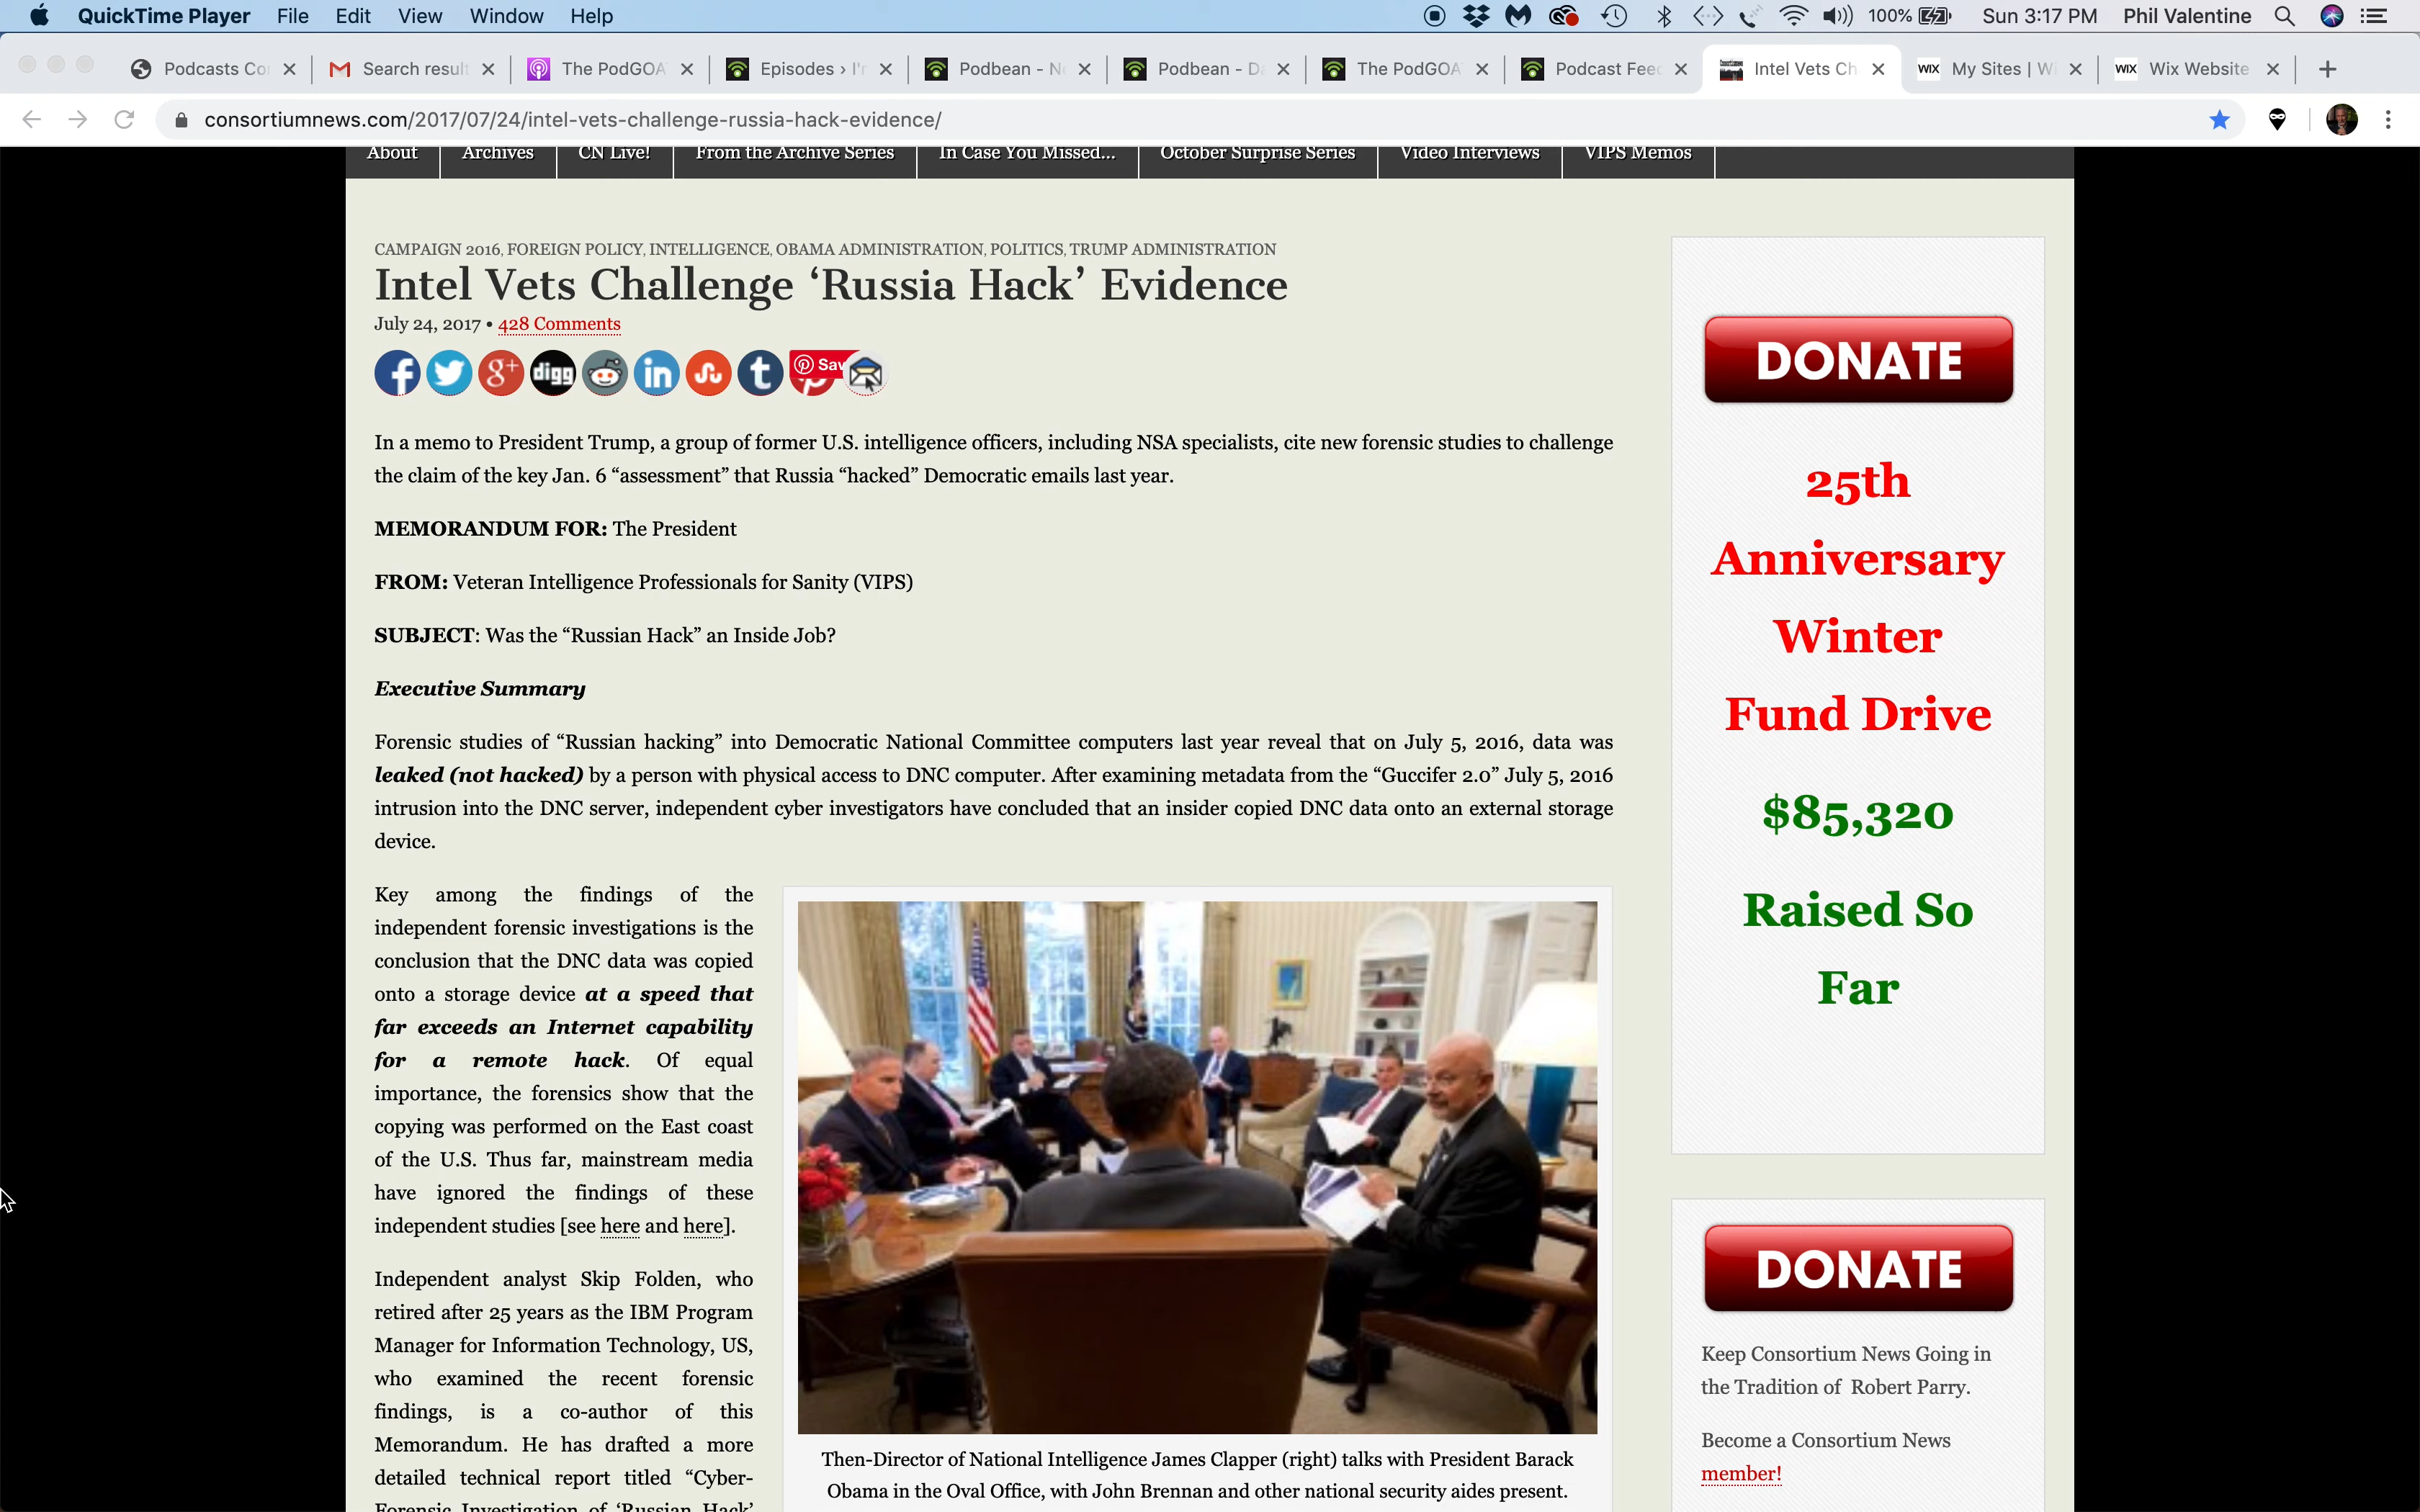 QuickTime Player File Edit View Window Help 100% Sun 3:17 PM Phil Valentine
Podcasts Co Search result The PodGOA Episodes › I'm Podbean - N Podbean - Da The PodGOA Podcast Feed Intel Vets Ch WIX My Sites | W WIX Wix Website
consortiumnews.com/2017/07/24/intel-vets-challenge-russia-hack-evidence/
About Archives CN Live! From the Archive Series In Case You Missed... October Surprise Series Video Interviews VIPS Memos
CAMPAIGN 2016, FOREIGN POLICY, INTELLIGENCE, OBAMA ADMINISTRATION, POLITICS, TRUMP ADMINISTRATION
Intel Vets Challenge ‘Russia Hack’ Evidence
July 24, 2017 • 428 Comments
f g+ digg in t Sav
In a memo to President Trump, a group of former U.S. intelligence officers, including NSA specialists, cite new forensic studies to challenge
the claim of the key Jan. 6 “assessment” that Russia “hacked” Democratic emails last year.
MEMORANDUM FOR: The President
FROM: Veteran Intelligence Professionals for Sanity (VIPS)
SUBJECT: Was the “Russian Hack” an Inside Job?
Executive Summary
Forensic studies of “Russian hacking” into Democratic National Committee computers last year reveal that on July 5, 2016, data was
leaked (not hacked) by a person with physical access to DNC computer. After examining metadata from the “Guccifer 2.0” July 5, 2016
intrusion into the DNC server, independent cyber investigators have concluded that an insider copied DNC data onto an external storage
device.
Key among the findings of the
independent forensic investigations is the
conclusion that the DNC data was copied
onto a storage device at a speed that
far exceeds an Internet capability
for a remote hack. Of equal
importance, the forensics show that the
copying was performed on the East coast
of the U.S. Thus far, mainstream media
have ignored the findings of these
independent studies [see here and here].
Independent analyst Skip Folden, who
retired after 25 years as the IBM Program
Manager for Information Technology, US,
who examined the recent forensic
findings, is a co-author of this
Memorandum. He has drafted a more
detailed technical report titled “Cyber-
Forensic Investigation of ‘Russian Hack’
Then-Director of National Intelligence James Clapper (right) talks with President Barack
Obama in the Oval Office, with John Brennan and other national security aides present.
DONATE
25th
Anniversary
Winter
Fund Drive
$85,320
Raised So
Far
DONATE
Keep Consortium News Going in
the Tradition of Robert Parry.
Become a Consortium News
member!